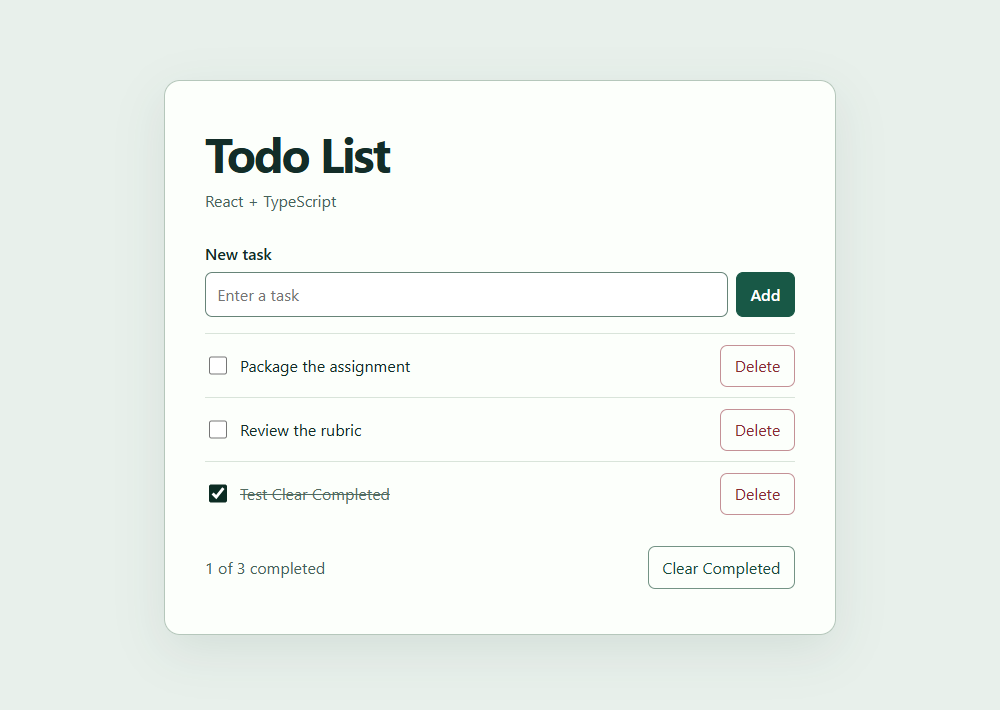 Todo List
React + TypeScript
New task
Enter a task
Add
Package the assignment
Delete
Review the rubric
Delete
Test Clear Completed
Delete
1 of 3 completed
Clear Completed